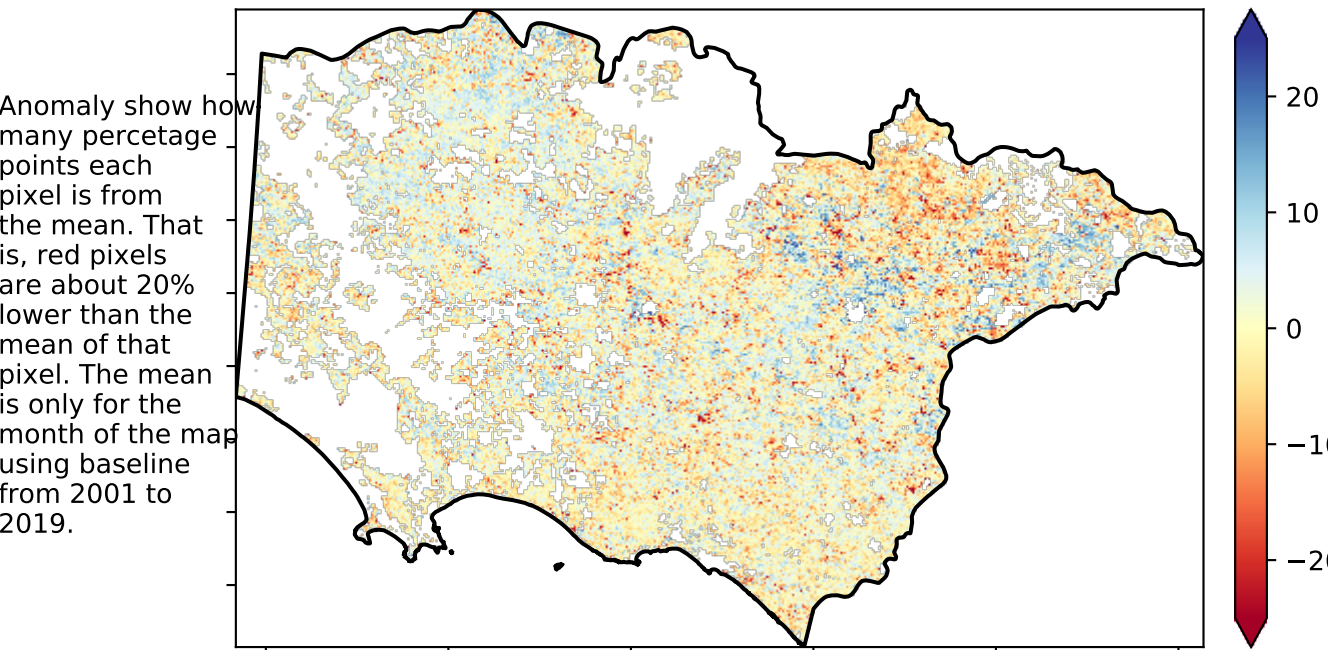 Anomaly show how
many percetage
points each
pixel is from
the mean. That
is, red pixels
are about 20%
lower than the
mean of that
pixel. The mean
is only for the
month of the map
using baseline
from 2001 to
2019.
20
10
0